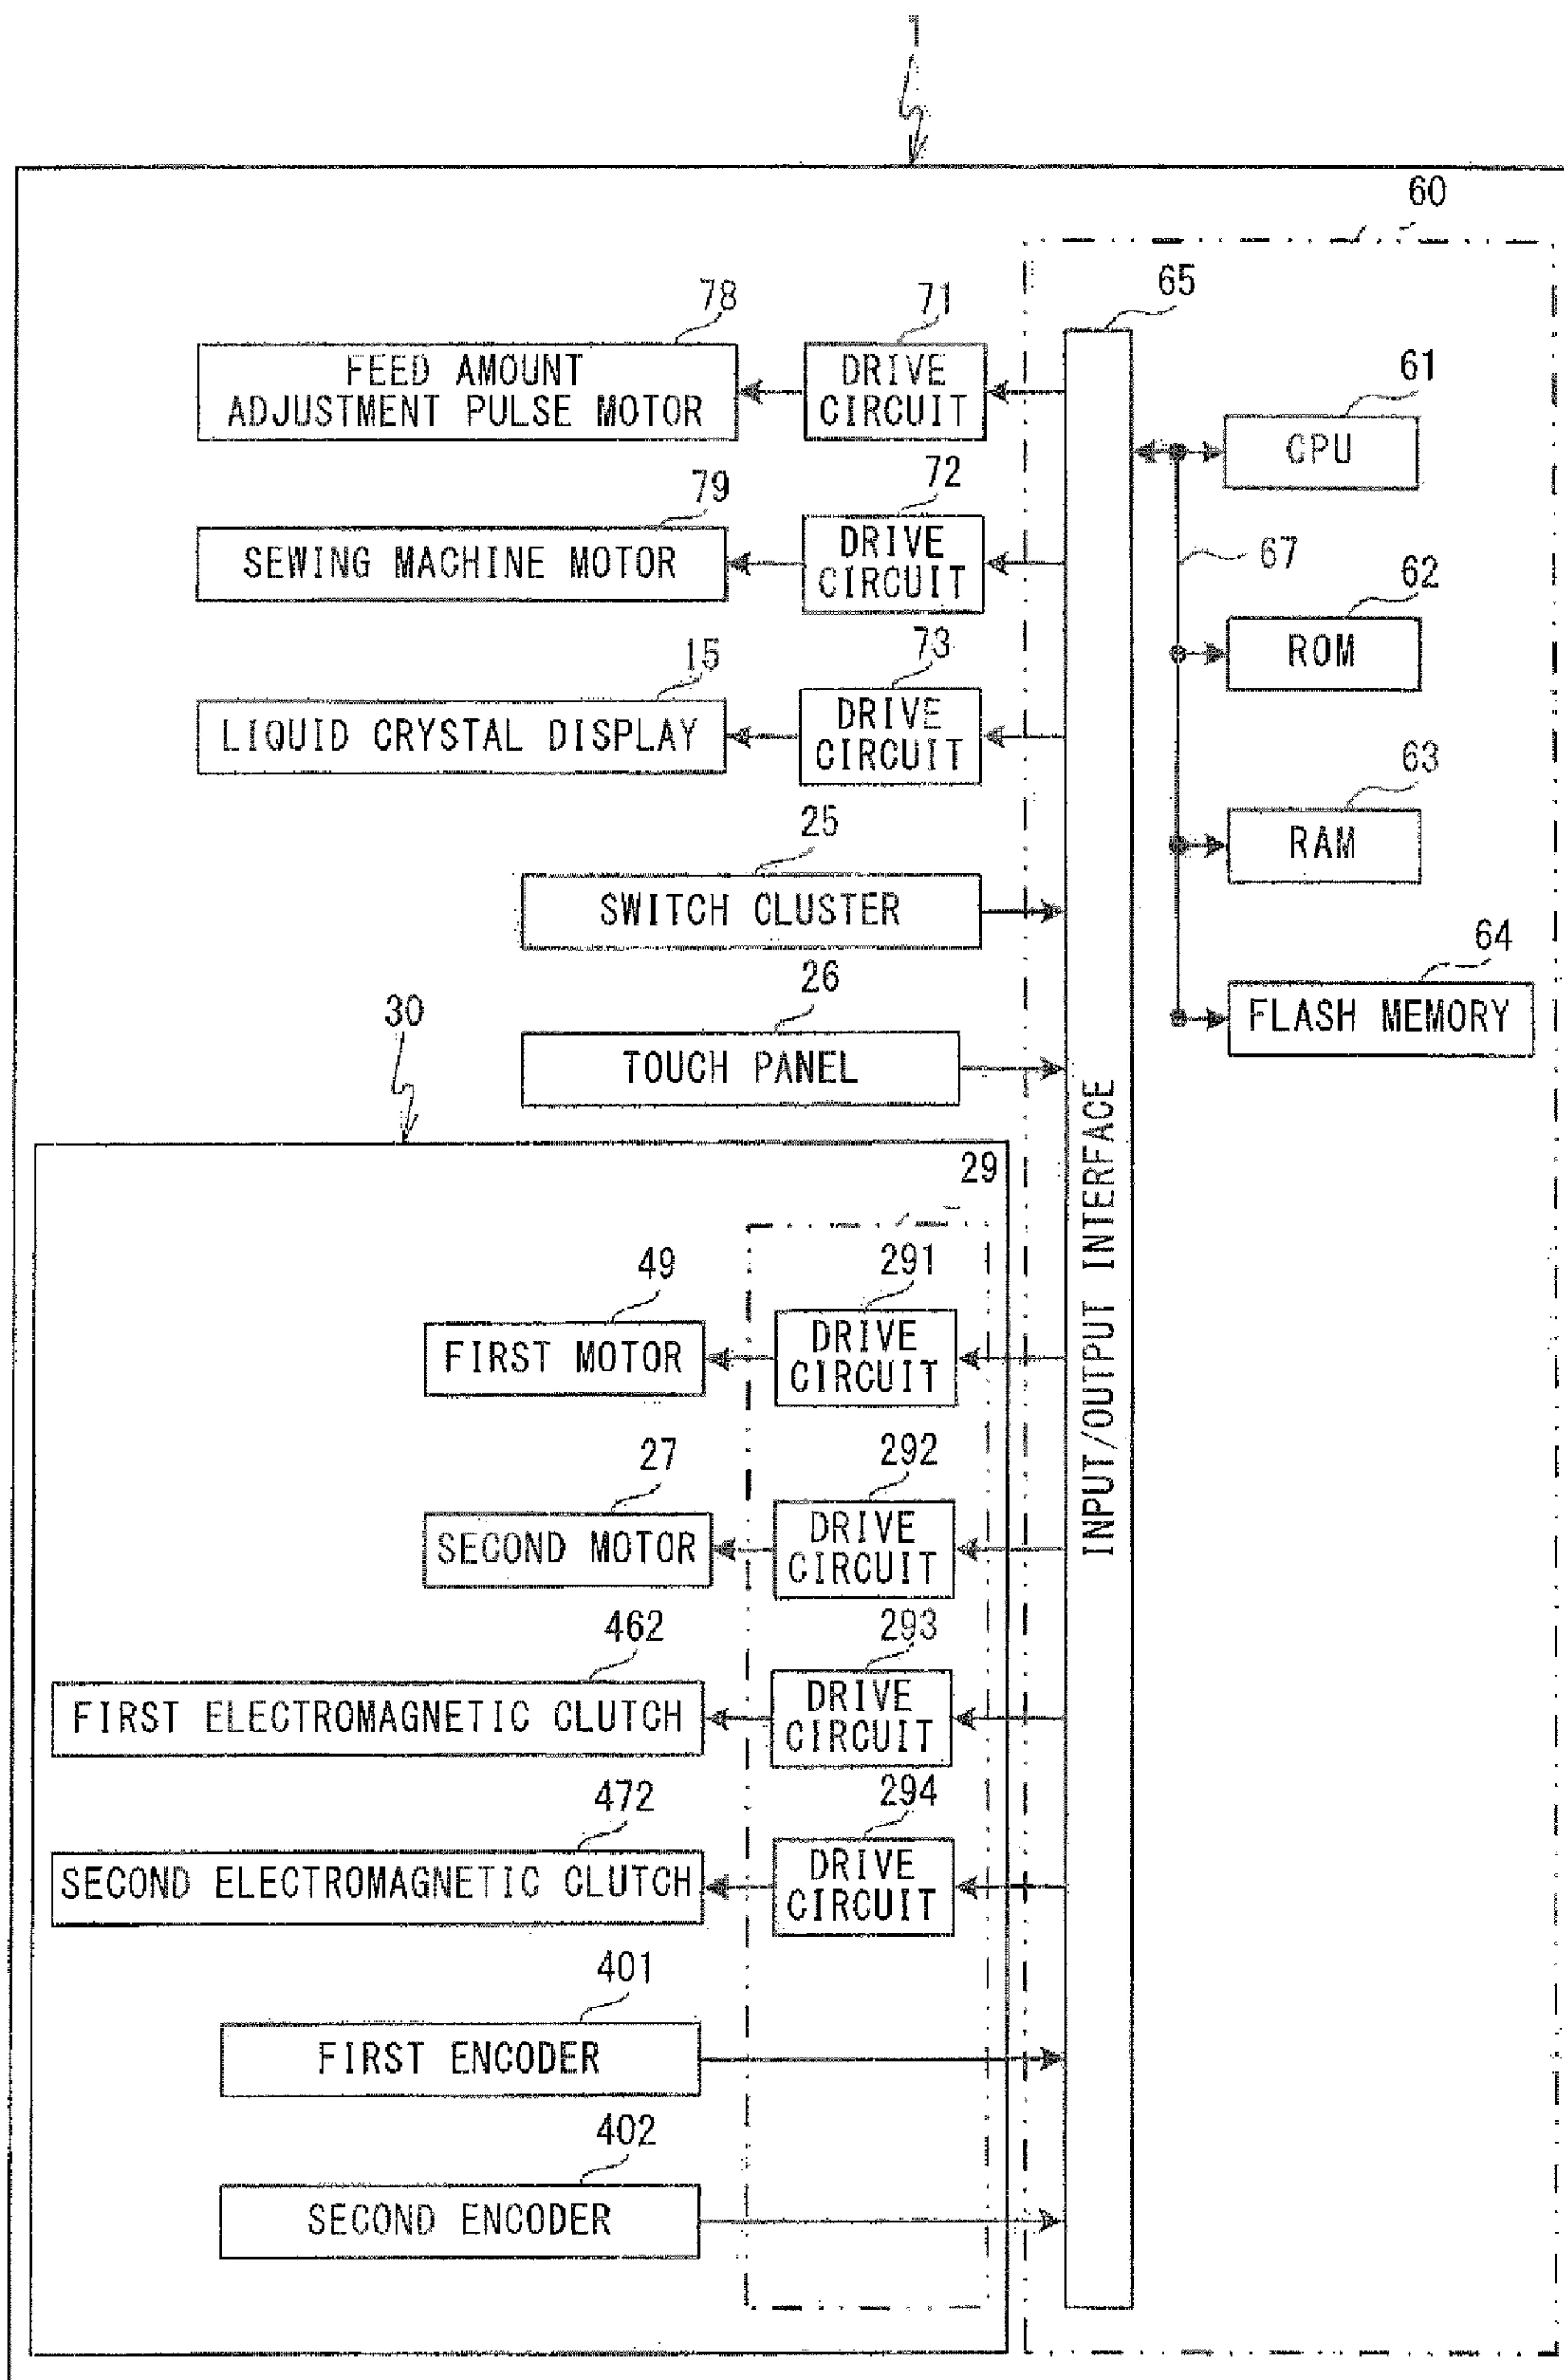 1
60
65
78
71
FEED AMOUNT
ADJUSTMENT PULSE MOTOR
DRIVE
CIRCUIT
61
CPU
79
72
SEWING MACHINE MOTOR
DRIVE
CIRCUIT
67
62
ROM
15
73
LIQUID CRYSTAL DISPLAY
DRIVE
CIRCUIT
63
RAM
25
SWITCH CLUSTER
64
FLASH MEMORY
26
TOUCH PANEL
30
INPUT/OUTPUT INTERFACE
29
49
291
FIRST MOTOR
DRIVE
CIRCUIT
27
292
SECOND MOTOR
DRIVE
CIRCUIT
462
293
FIRST ELECTROMAGNETIC CLUTCH
DRIVE
CIRCUIT
472
294
SECOND ELECTROMAGNETIC CLUTCH
DRIVE
CIRCUIT
401
FIRST ENCODER
402
SECOND ENCODER